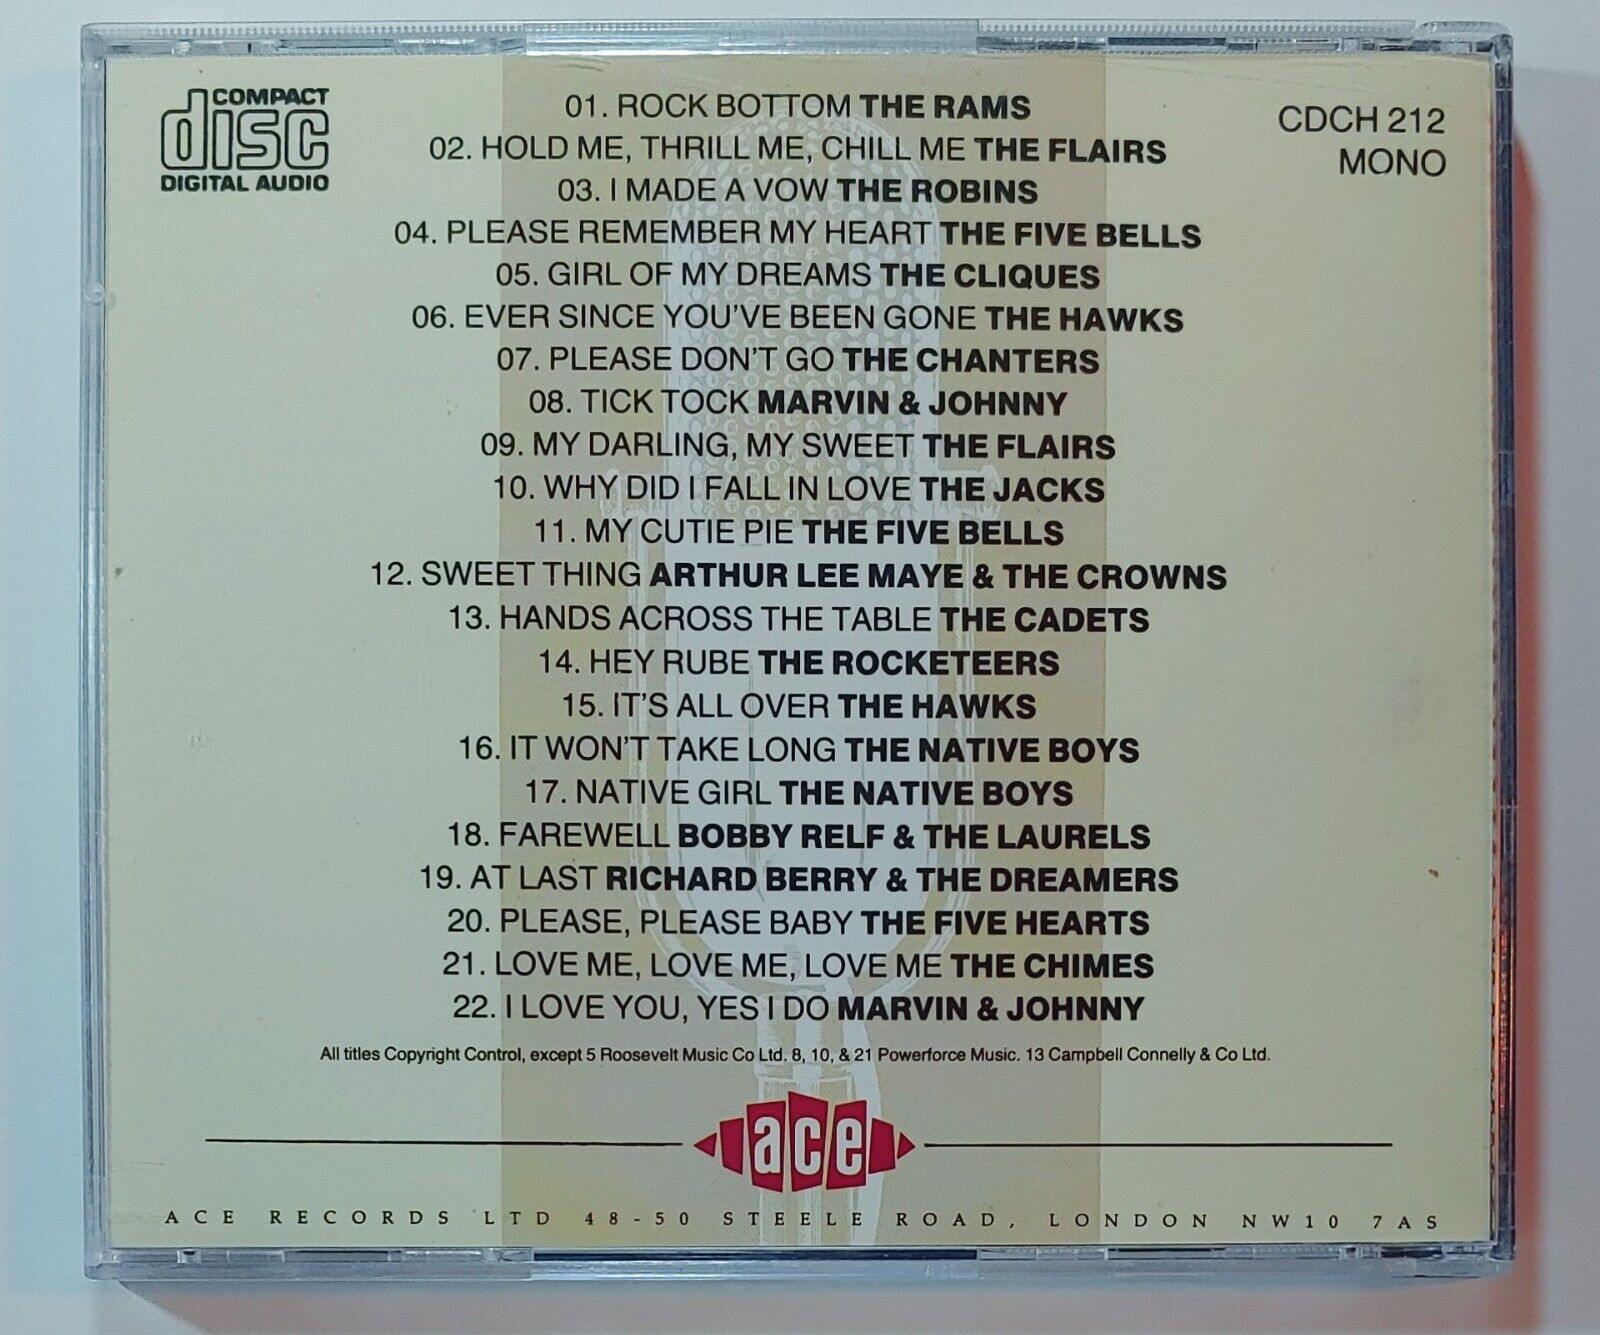 COMPACT
disc
DIGITAL AUDIO
CDCH 212
MONO
01. ROCK BOTTOM THE RAMS
02. HOLD ME, THRILL ME, CHILL ME THE FLAIRS
03. I MADE A VOW THE ROBINS
04. PLEASE REMEMBER MY HEART THE FIVE BELLS
05. GIRL OF MY DREAMS THE CLIQUES
06. EVER SINCE YOU'VE BEEN GONE THE HAWKS
07. PLEASE DON'T GO THE CHANTERS
08. TICK TOCK MARVIN & JOHNNY
09. MY DARLING, MY SWEET THE FLAIRS
10. WHY DID I FALL IN LOVE THE JACKS
11. MY CUTIE PIE THE FIVE BELLS
12. SWEET THING ARTHUR LEE MAYE & THE CROWNS
13. HANDS ACROSS THE TABLE THE CADETS
14. HEY RUBE THE ROCKETEERS
15. IT'S ALL OVER THE HAWKS
16. IT WON'T TAKE LONG THE NATIVE BOYS
17. NATIVE GIRL THE NATIVE BOYS
18. FAREWELL BOBBY RELF & THE LAURELS
19. AT LAST RICHARD BERRY & THE DREAMERS
20. PLEASE, PLEASE BABY THE FIVE HEARTS
21. LOVE ME, LOVE ME, LOVE ME THE CHIMES
22. I LOVE YOU, YES I DO MARVIN & JOHNNY
All titles Copyright Control, except 5 Roosevelt Music Co Ltd, 8, 10, & 21 Powerforce Music. 13 Campbell Connelly & Co Ltd.
ace
ACE RECORDS LTD 48-50 STEELE ROAD, LONDON NW10 7AS